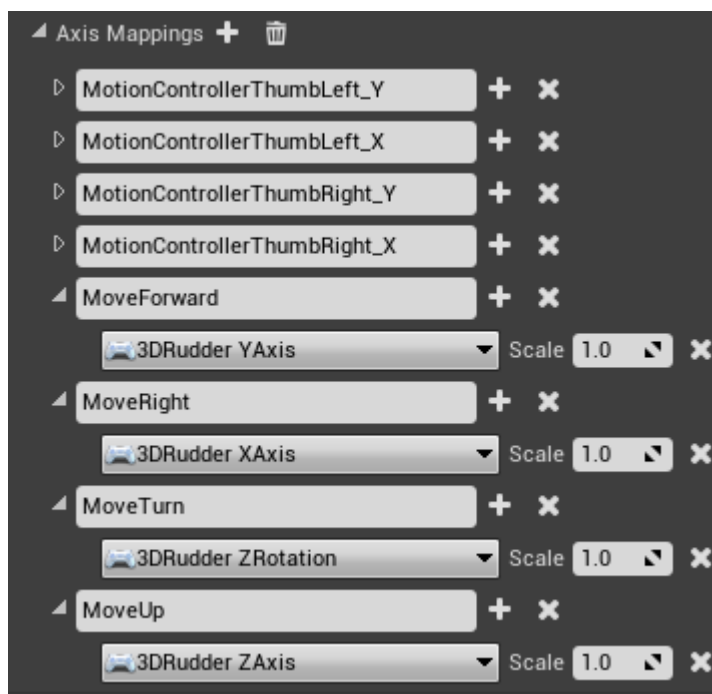 Axis Mappings
MotionControllerThumbLeft_Y
MotionControllerThumbLeft_X
MotionControllerThumbRight_Y
MotionControllerThumbRight_X
MoveForward
3DRudder YAxis Scale 1.0
MoveRight
3DRudder XAxis Scale 1.0
MoveTurn
3DRudder ZRotation Scale 1.0
MoveUp
3DRudder ZAxis Scale 1.0